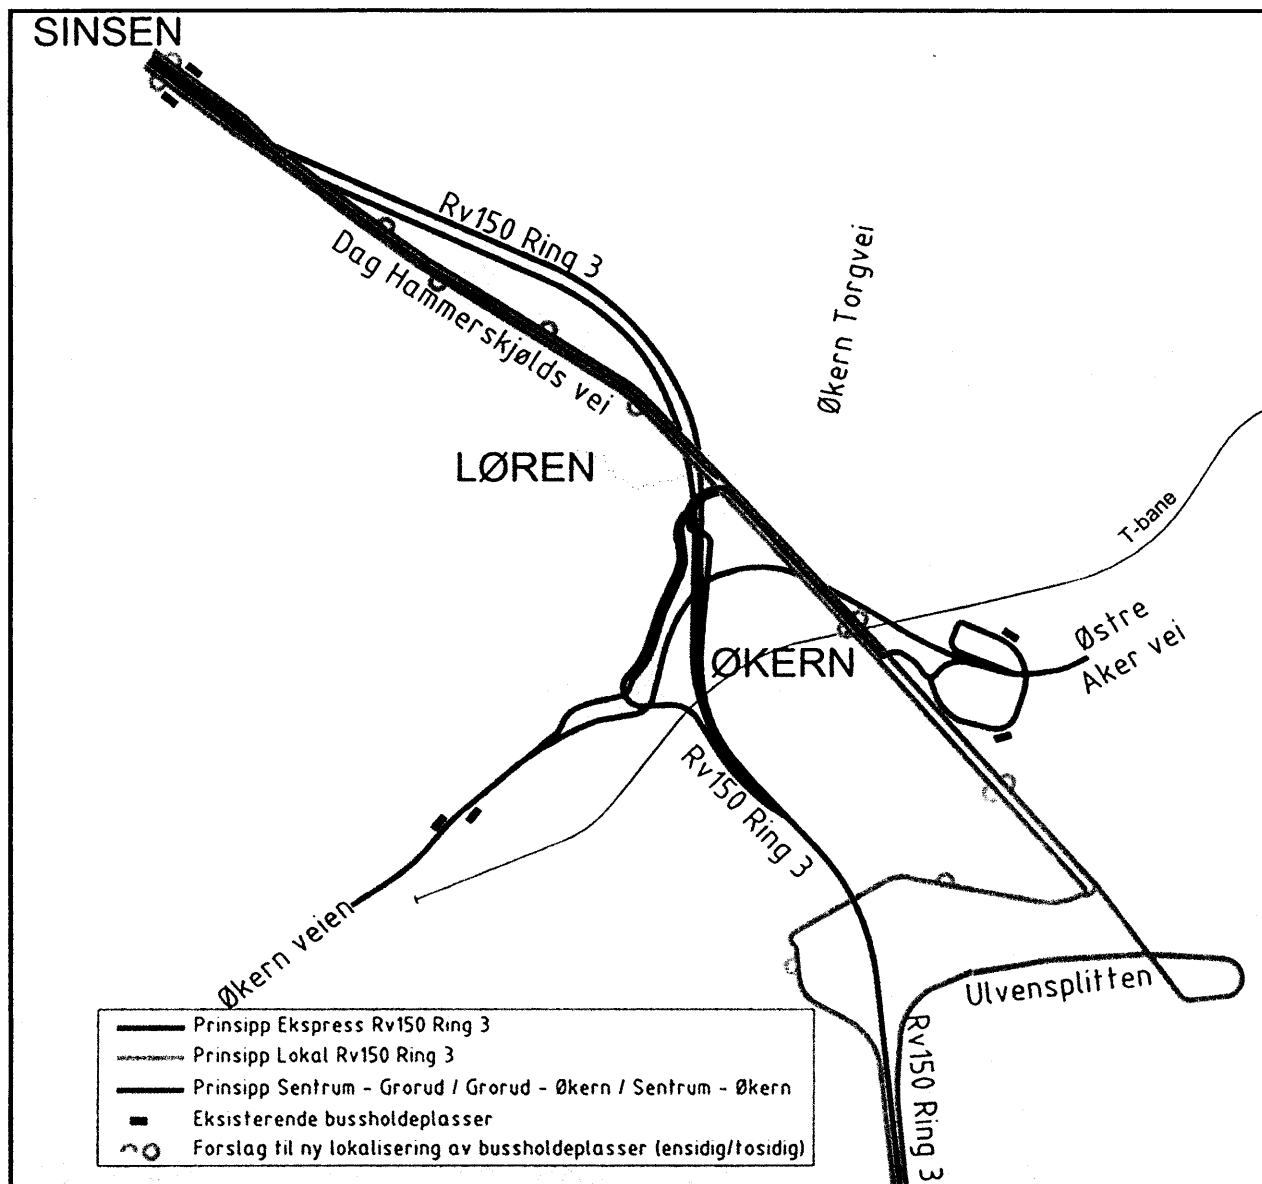 SINSEN
Rv150 Ring 3
Dag Hammerskjølds vei
Økern Torgvei
LØREN
T-bane
ØKERN
Østre
Aker vei
Rv150 Ring 3
Økern veien
Ulvensplitten
Rv150 Ring 3
Prinsipp Ekspress Rv150 Ring 3
Prinsipp Lokal Rv150 Ring 3
Prinsipp Sentrum - Grorud / Grorud - Økern / Sentrum - Økern
Eksisterende bussholdeplasser
Forslag til ny lokalisering av bussholdeplasser (ensidig/tosidig)